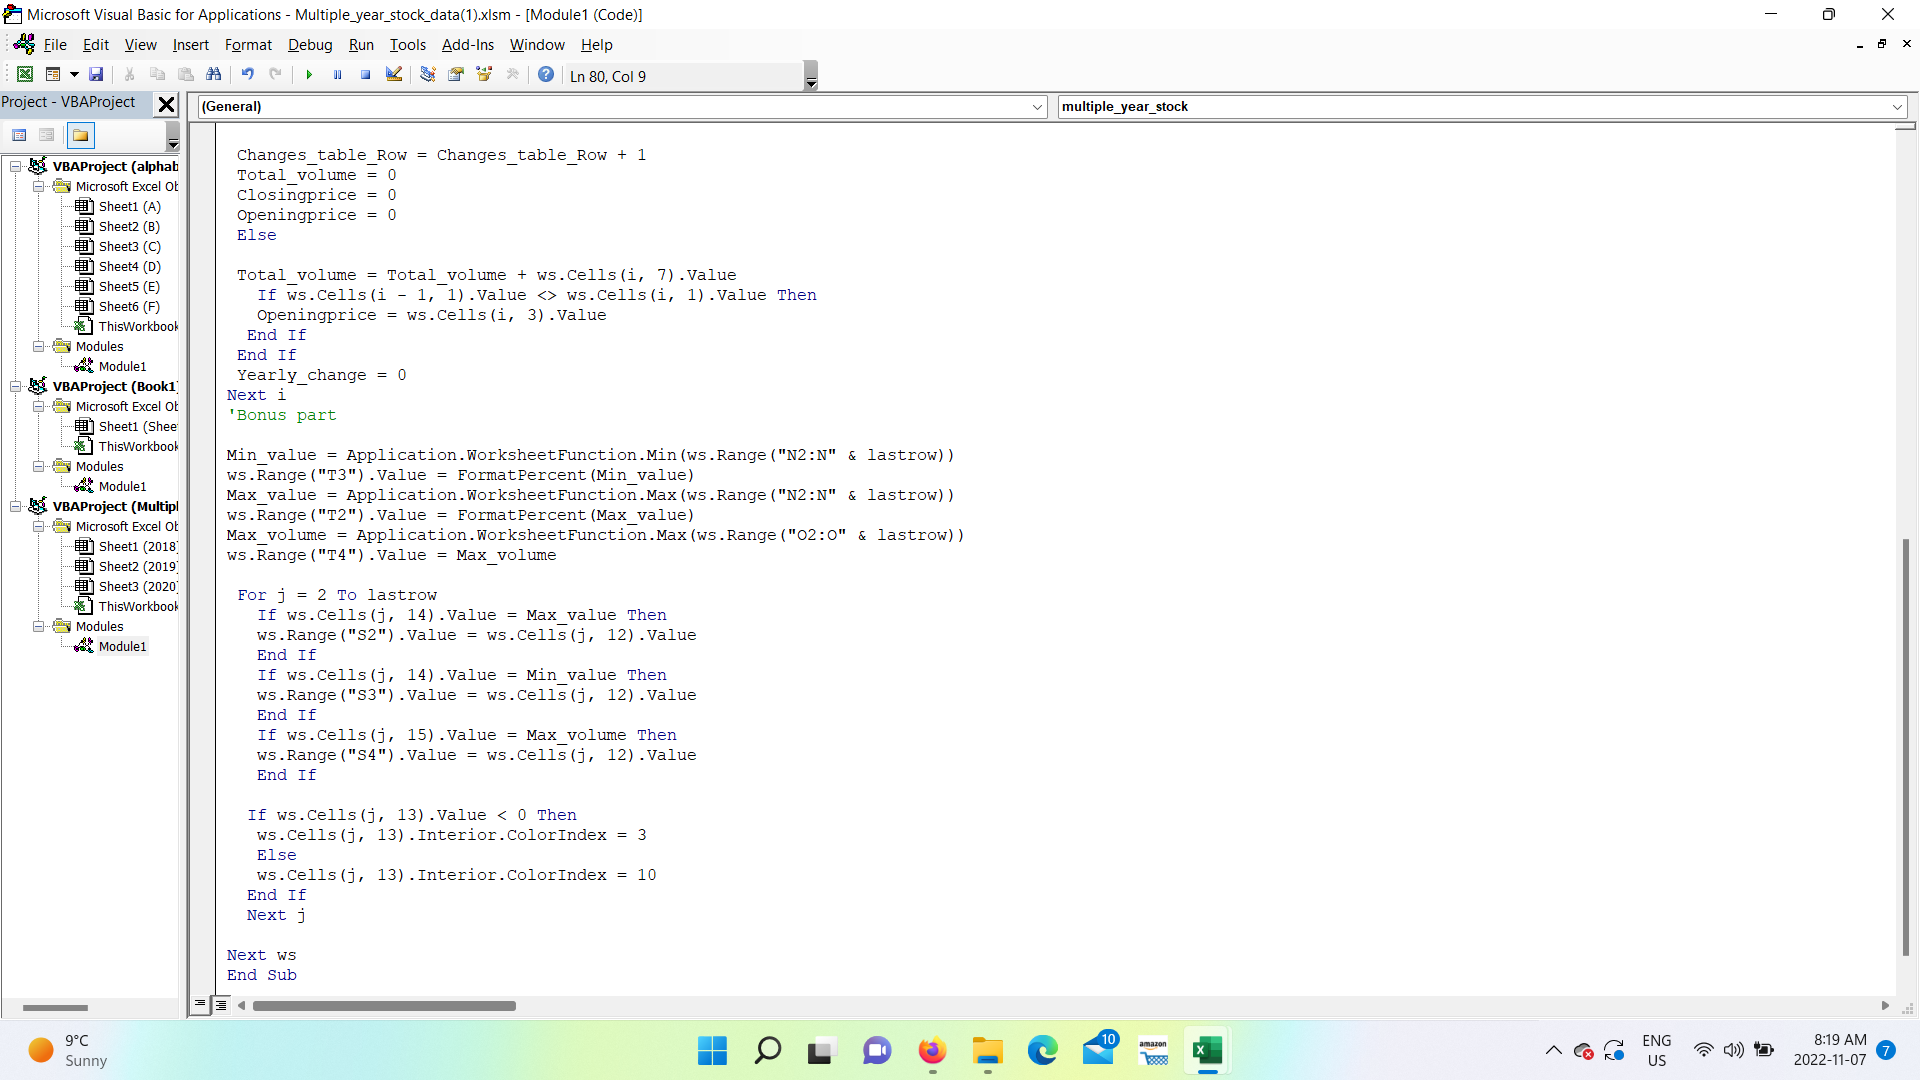 Microsoft Visual Basic for Applications - Multiple_year_stock_data(1).xlsm - [Module1 (Code)]
File Edit View Insert Format Debug Run Tools Add-Ins Window Help
Ln 80, Col 9
Project - VBAProject
(General)
multiple_year_stock
VBAProject (alphab
Microsoft Excel Ob
Sheet1 (A)
Sheet2 (B)
Sheet3 (C)
Sheet4 (D)
Sheet5 (E)
Sheet6 (F)
ThisWorkbook
Modules
Module1
VBAProject (Book1)
Microsoft Excel Ob
Sheet1 (Shee
ThisWorkbook
Modules
Module1
VBAProject (Multipl
Microsoft Excel Ob
Sheet1 (2018)
Sheet2 (2019)
Sheet3 (2020)
ThisWorkbook
Modules
Module1
Changes_table_Row = Changes_table_Row + 1
Total_volume = 0
Closingprice = 0
Openingprice = 0
Else
Total_volume = Total_volume + ws.Cells(i, 7).Value
If ws.Cells(i - 1, 1).Value <> ws.Cells(i, 1).Value Then
Openingprice = ws.Cells(i, 3).Value
End If
End If
Yearly_change = 0
Next i
'Bonus part
Min_value = Application.WorksheetFunction.Min(ws.Range("N2:N" & lastrow))
ws.Range("T3").Value = FormatPercent(Min_value)
Max_value = Application.WorksheetFunction.Max(ws.Range("N2:N" & lastrow))
ws.Range("T2").Value = FormatPercent(Max_value)
Max_volume = Application.WorksheetFunction.Max(ws.Range("O2:O" & lastrow))
ws.Range("T4").Value = Max_volume
For j = 2 To lastrow
If ws.Cells(j, 14).Value = Max_value Then
ws.Range("S2").Value = ws.Cells(j, 12).Value
End If
If ws.Cells(j, 14).Value = Min_value Then
ws.Range("S3").Value = ws.Cells(j, 12).Value
End If
If ws.Cells(j, 15).Value = Max_volume Then
ws.Range("S4").Value = ws.Cells(j, 12).Value
End If
If ws.Cells(j, 13).Value < 0 Then
ws.Cells(j, 13).Interior.ColorIndex = 3
Else
ws.Cells(j, 13).Interior.ColorIndex = 10
End If
Next j
Next ws
End Sub
9°C
Sunny
10
amazon
ENG
US
8:19 AM
2022-11-07
7